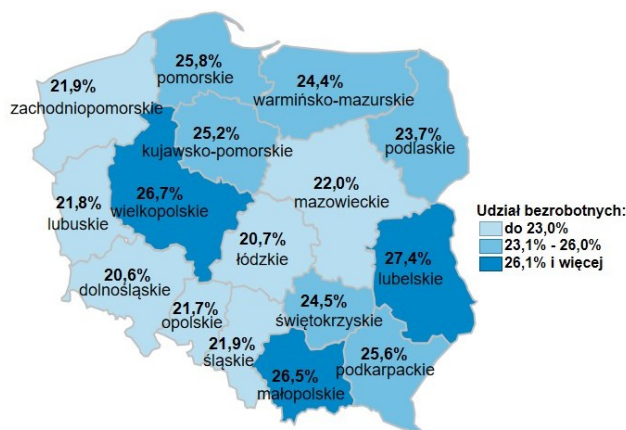 25,8%
pomorskie
21,9%
zachodniopomorskie
24,4%
warmińsko-mazurskie
25,2%
kujawsko-pomorskie
23,7%
podlaskie
26,7%
wielkopolskie
22,0%
mazowieckie
21,8%
lubuskie
20,7%
łódzkie
27,4%
lubelskie
20,6%
dolnośląskie
21,7%
opolskie
24,5%
świętokrzyskie
21,9%
śląskie
25,6%
podkarpackie
26,5%
małopolskie
Udział bezrobotnych:
do 23,0%
23,1% - 26,0%
26,1% i więcej